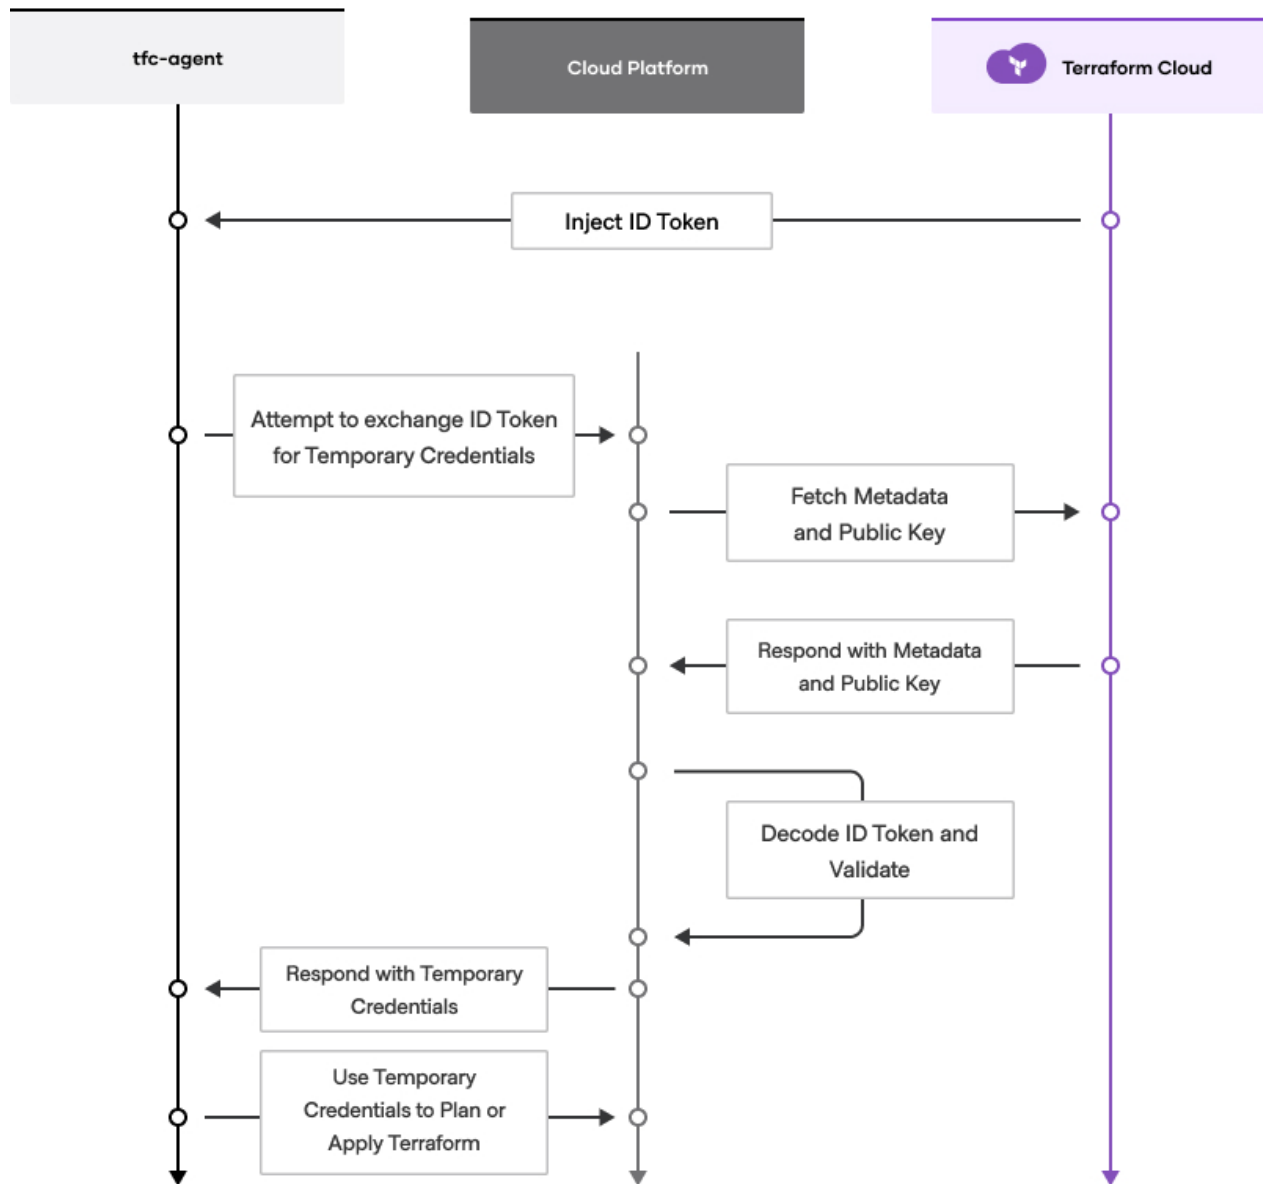 tfc-agent
Cloud Platform
Terraform Cloud
Inject ID Token
Attempt to exchange ID Token
for Temporary Credentials
Fetch Metadata
and Public Key
Respond with Metadata
and Public Key
Decode ID Token and
Validate
Respond with Temporary
Credentials
Use Temporary
Credentials to Plan or
Apply Terraform